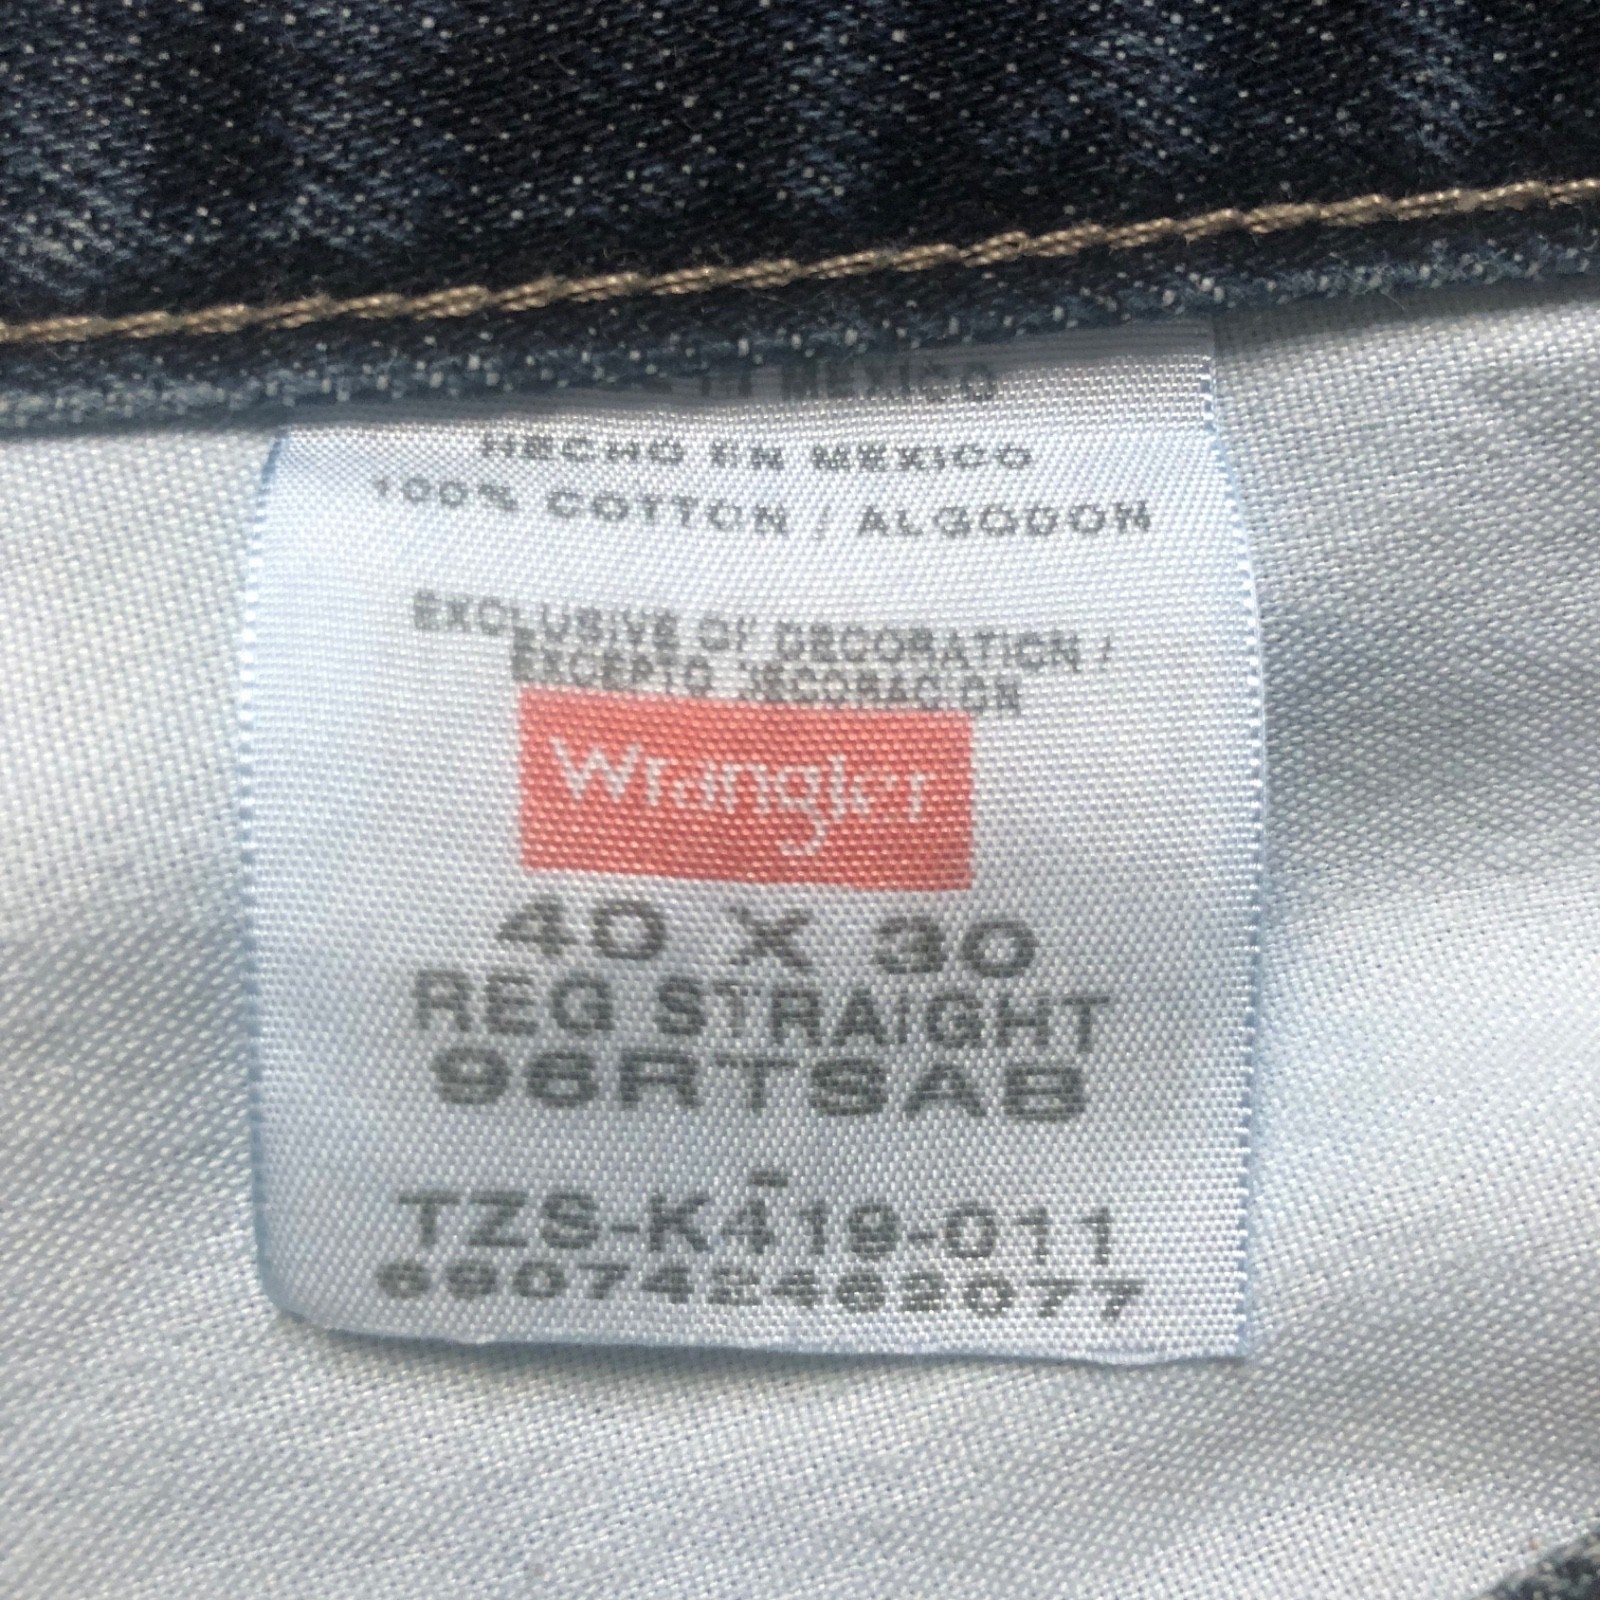 MEXICO
HECHO EN MEXICO
100% COTTON / ALGODON
EXCLUSIVE OF DECORATION /
EXCEPTO DECORACION
Wrangler
40 X 30
REG STRAIGHT
96RTSAB
TZS-K419-011